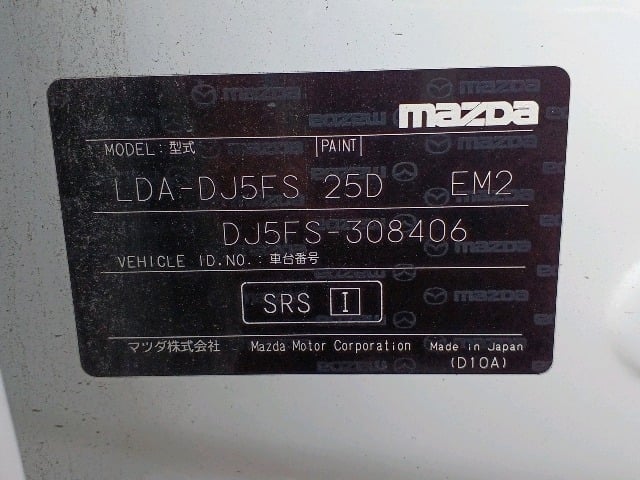 mazda
MODEL: 型式 PAINT
LDA-DJ5FS 25D EM2
DJ5FS-308406
VEHICLE ID.NO.: 車台番号
SRS I
マツダ株式会社 Mazda Motor Corporation Made in Japan
(D10A)